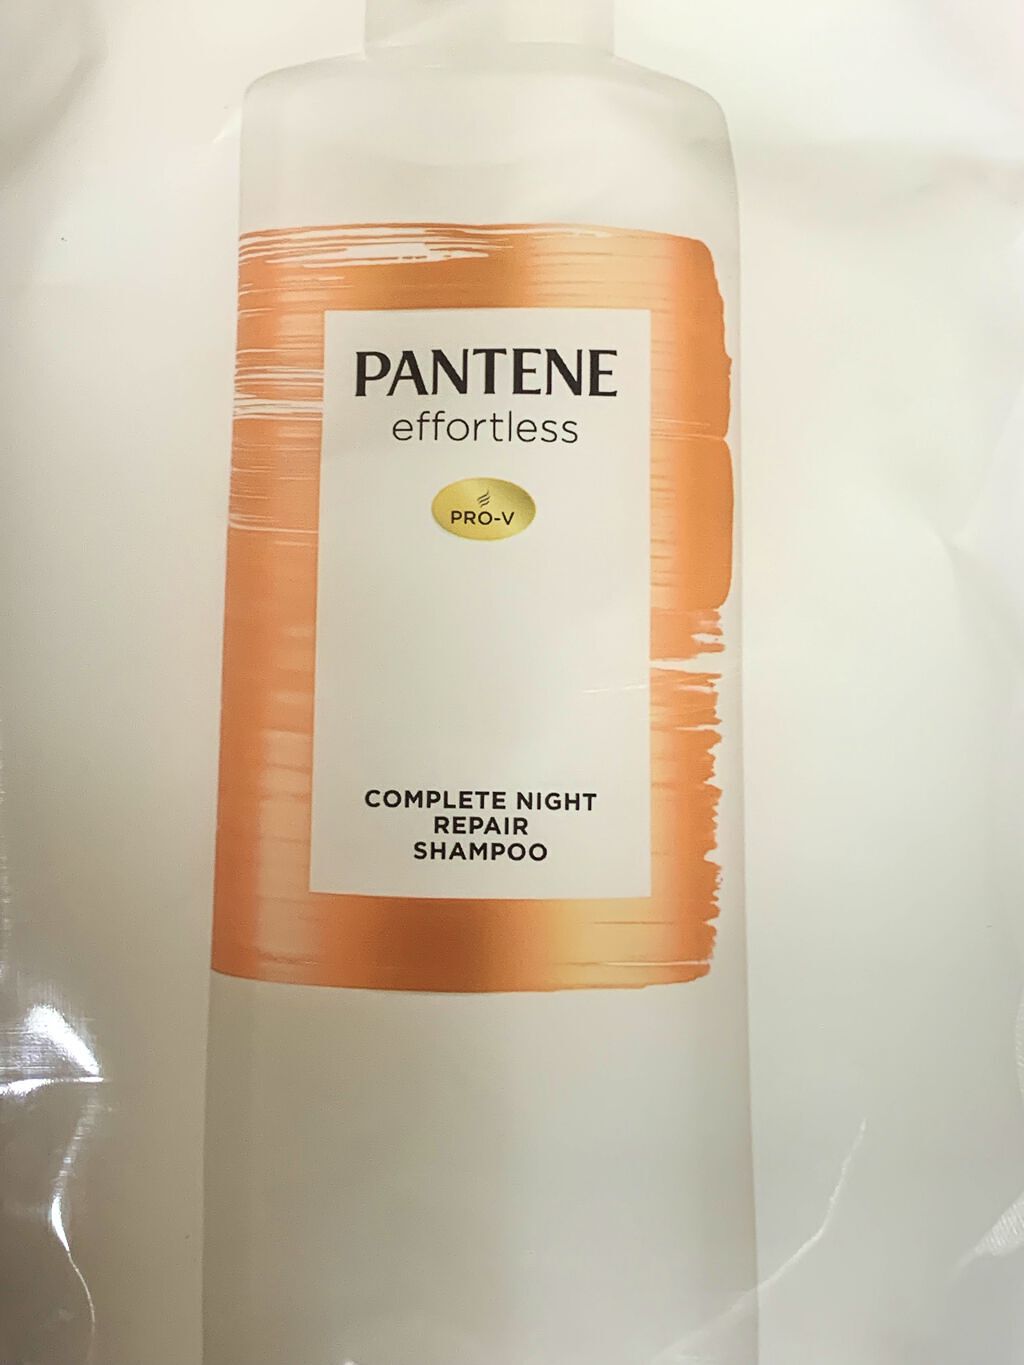 PANTENE
effortless
PRO-V
COMPLETE NIGHT
REPAIR
SHAMPOO